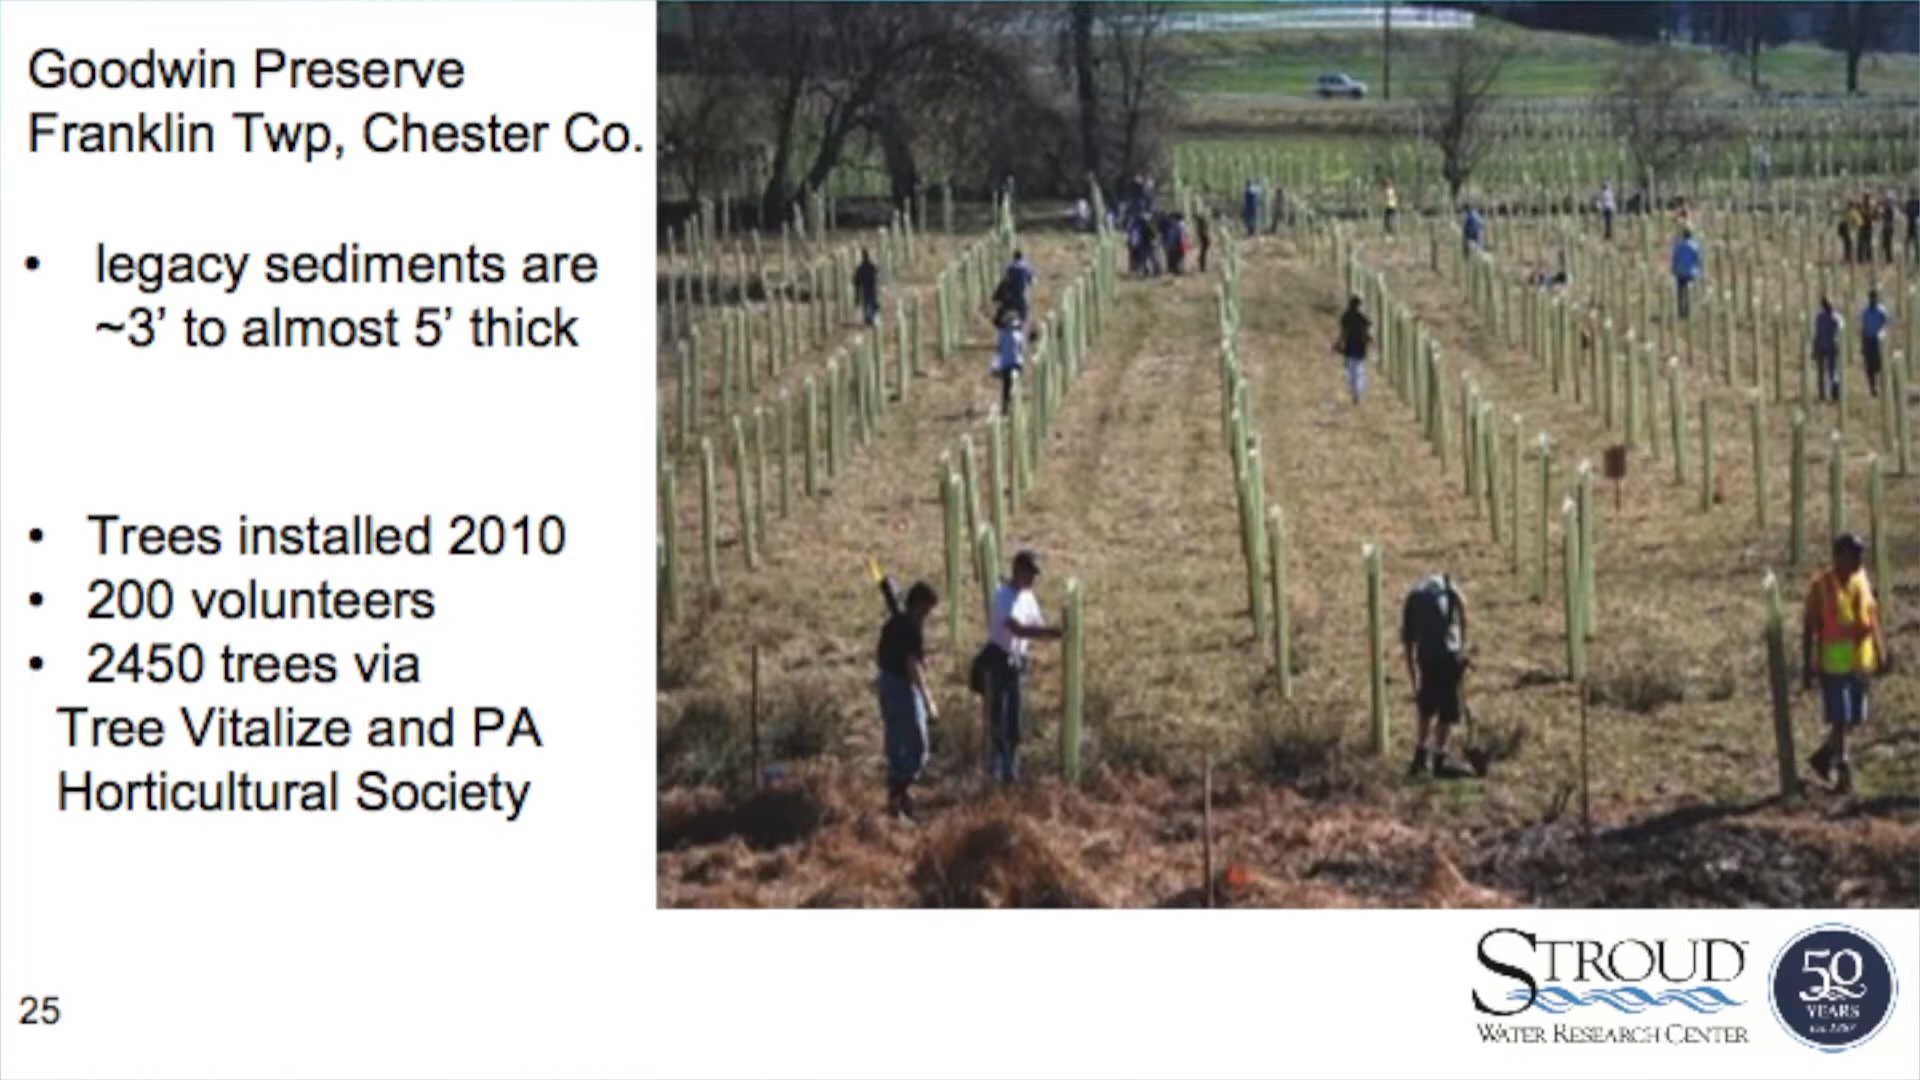 Goodwin Preserve
Franklin Twp, Chester Co.
• legacy sediments are
~3’ to almost 5’ thick
• Trees installed 2010
• 200 volunteers
• 2450 trees via
Tree Vitalize and PA
Horticultural Society
25
STROUD™
WATER RESEARCH CENTER
50
YEARS